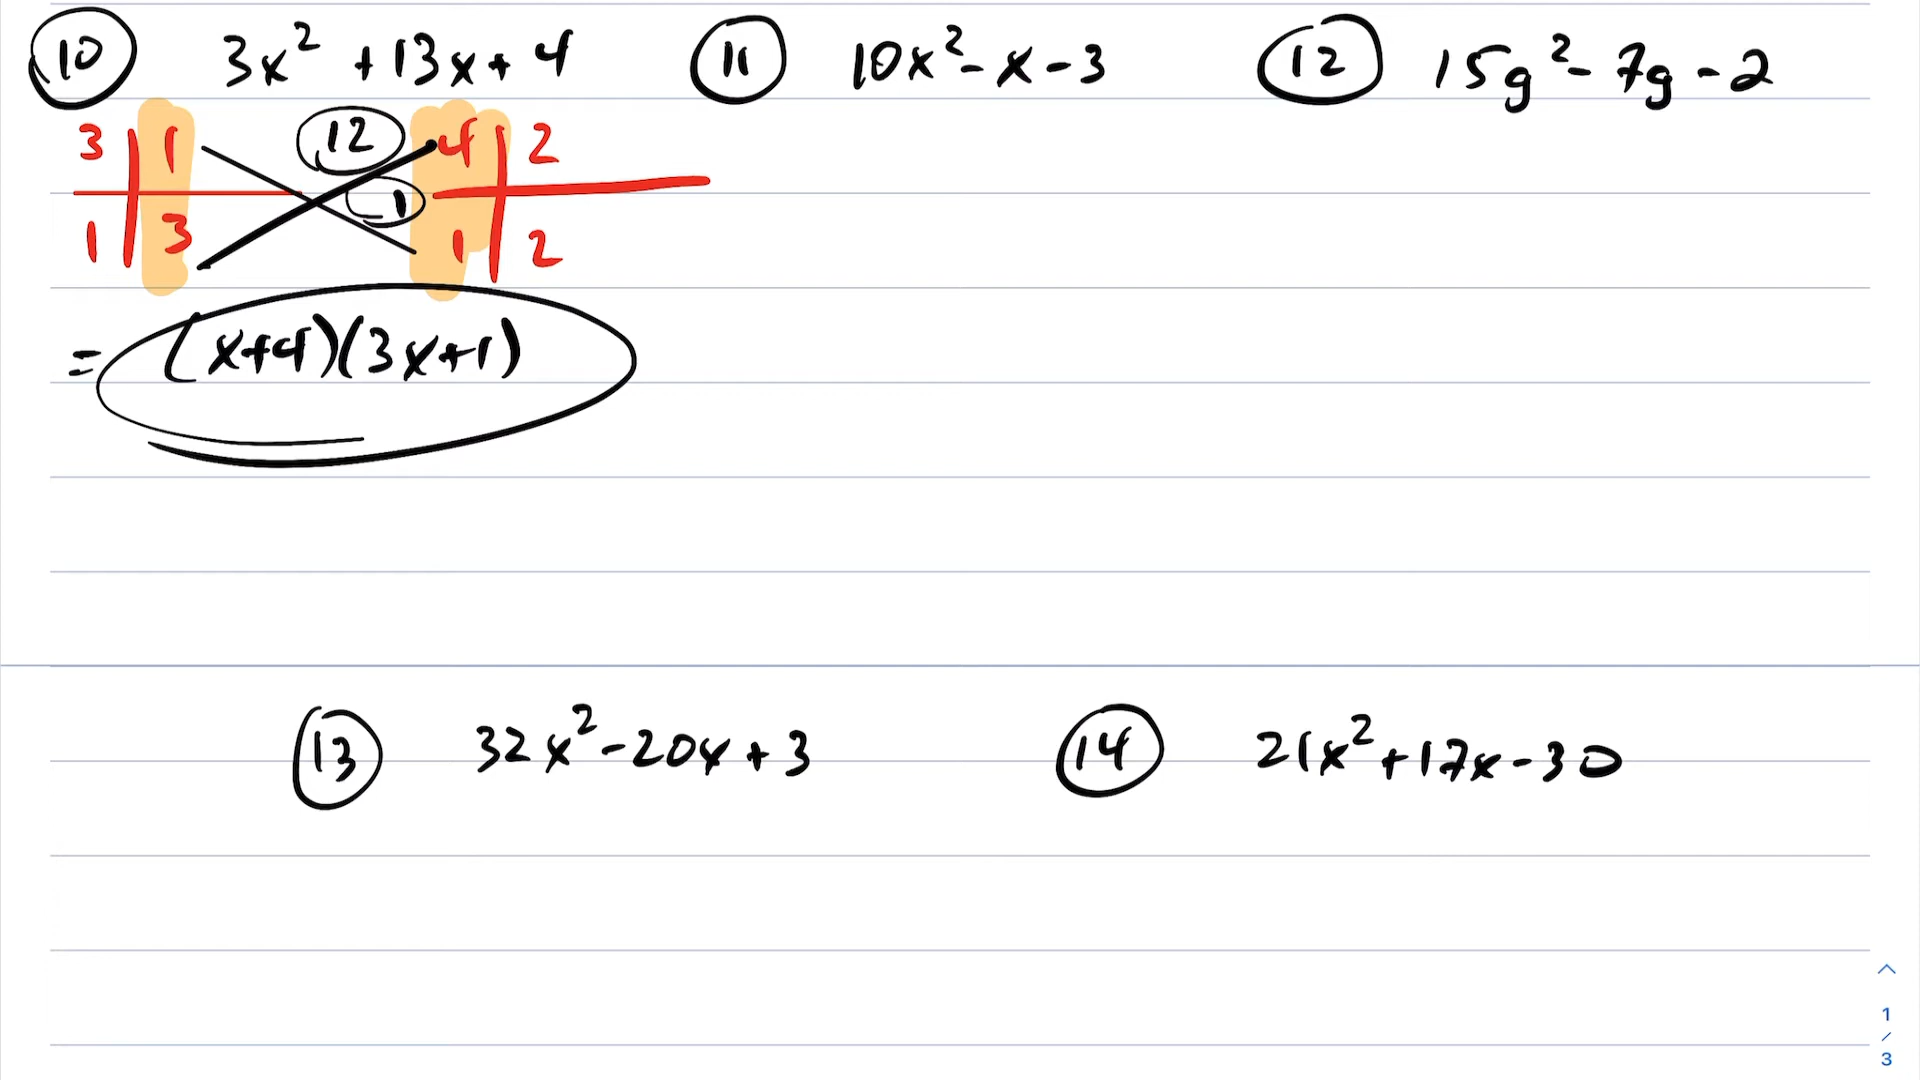 10 3x² + 13x + 4
11 10x² - x - 3
12 15g² - 7g - 2
3 1 12 4 2
1
1 3 1 2
= (x+4)(3x+1)
13 32x² - 20x + 3
14 21x² + 17x - 30
1
/
3